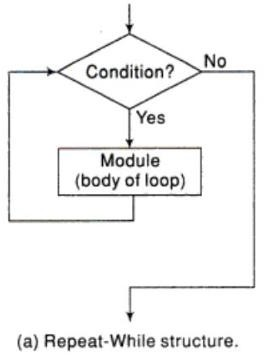 Condition?
No
Yes
Module
(body of loop)
(a) Repeat-While structure.